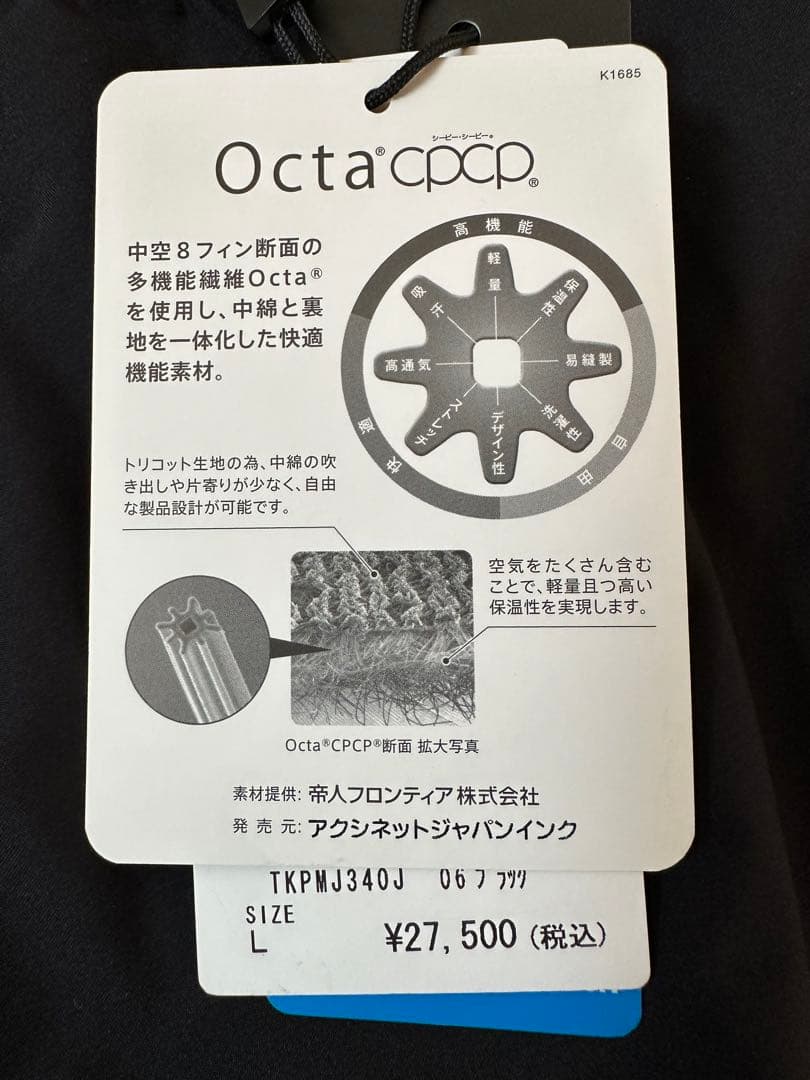 K1685
シーピー・シーピー®
Octa®CPCP®
中空8フィン断面の
多機能繊維Octa®
を使用し、中綿と裏
地を一体化した快適
機能素材。
高機能
軽量
保温性
易縫製
洗濯性
デザイン性
ストレッチ
高通気
吸汗
快適
自由
トリコット生地の為、中綿の吹
き出しや片寄りが少なく、自由
な製品設計が可能です。
空気をたくさん含む
ことで、軽量且つ高い
保温性を実現します。
Octa®CPCP®断面 拡大写真
素材提供: 帝人フロンティア株式会社
発売元: アクシネットジャパンインク
TKPMJ340J 06ブラック
SIZE
L ¥27,500(税込)